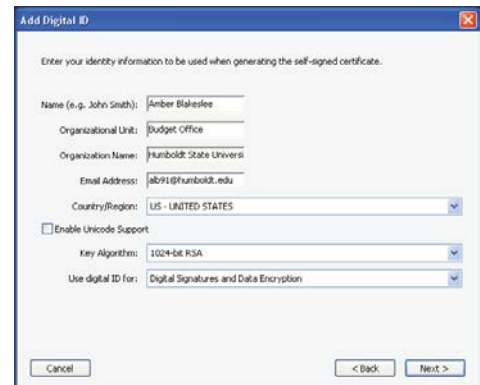 Add Digital ID
Enter your identity information to be used when generating the self-signed certificate.
Name (e.g. John Smith): Amber Blakeslee
Organizational Unit: Budget Office
Organization Name: Humboldt State Universi
Email Address: alb91@humboldt.edu
Country/Region: US - UNITED STATES
Enable Unicode Support
Key Algorithm: 1024-bit RSA
Use digital ID for: Digital Signatures and Data Encryption
Cancel < Back Next >